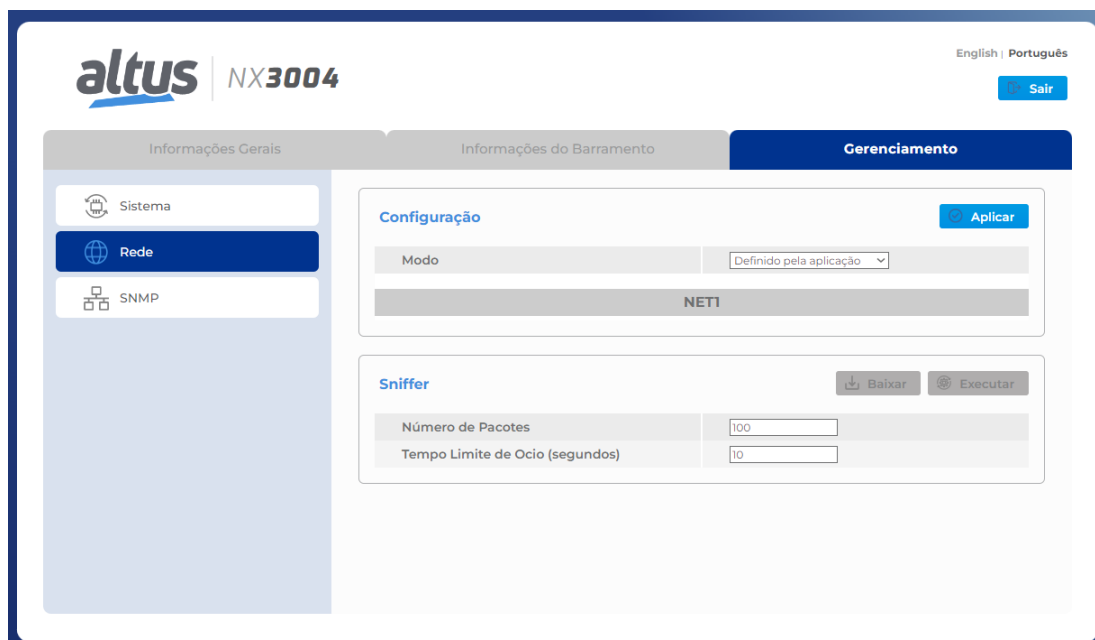 English | Português
altus | NX3004
Sair
Informações Gerais
Informações do Barramento
Gerenciamento
Sistema
Rede
SNMP
Configuração
Aplicar
Modo
Definido pela aplicação
NET1
Sniffer
Baixar
Executar
Número de Pacotes
100
Tempo Limite de Ocio (segundos)
10